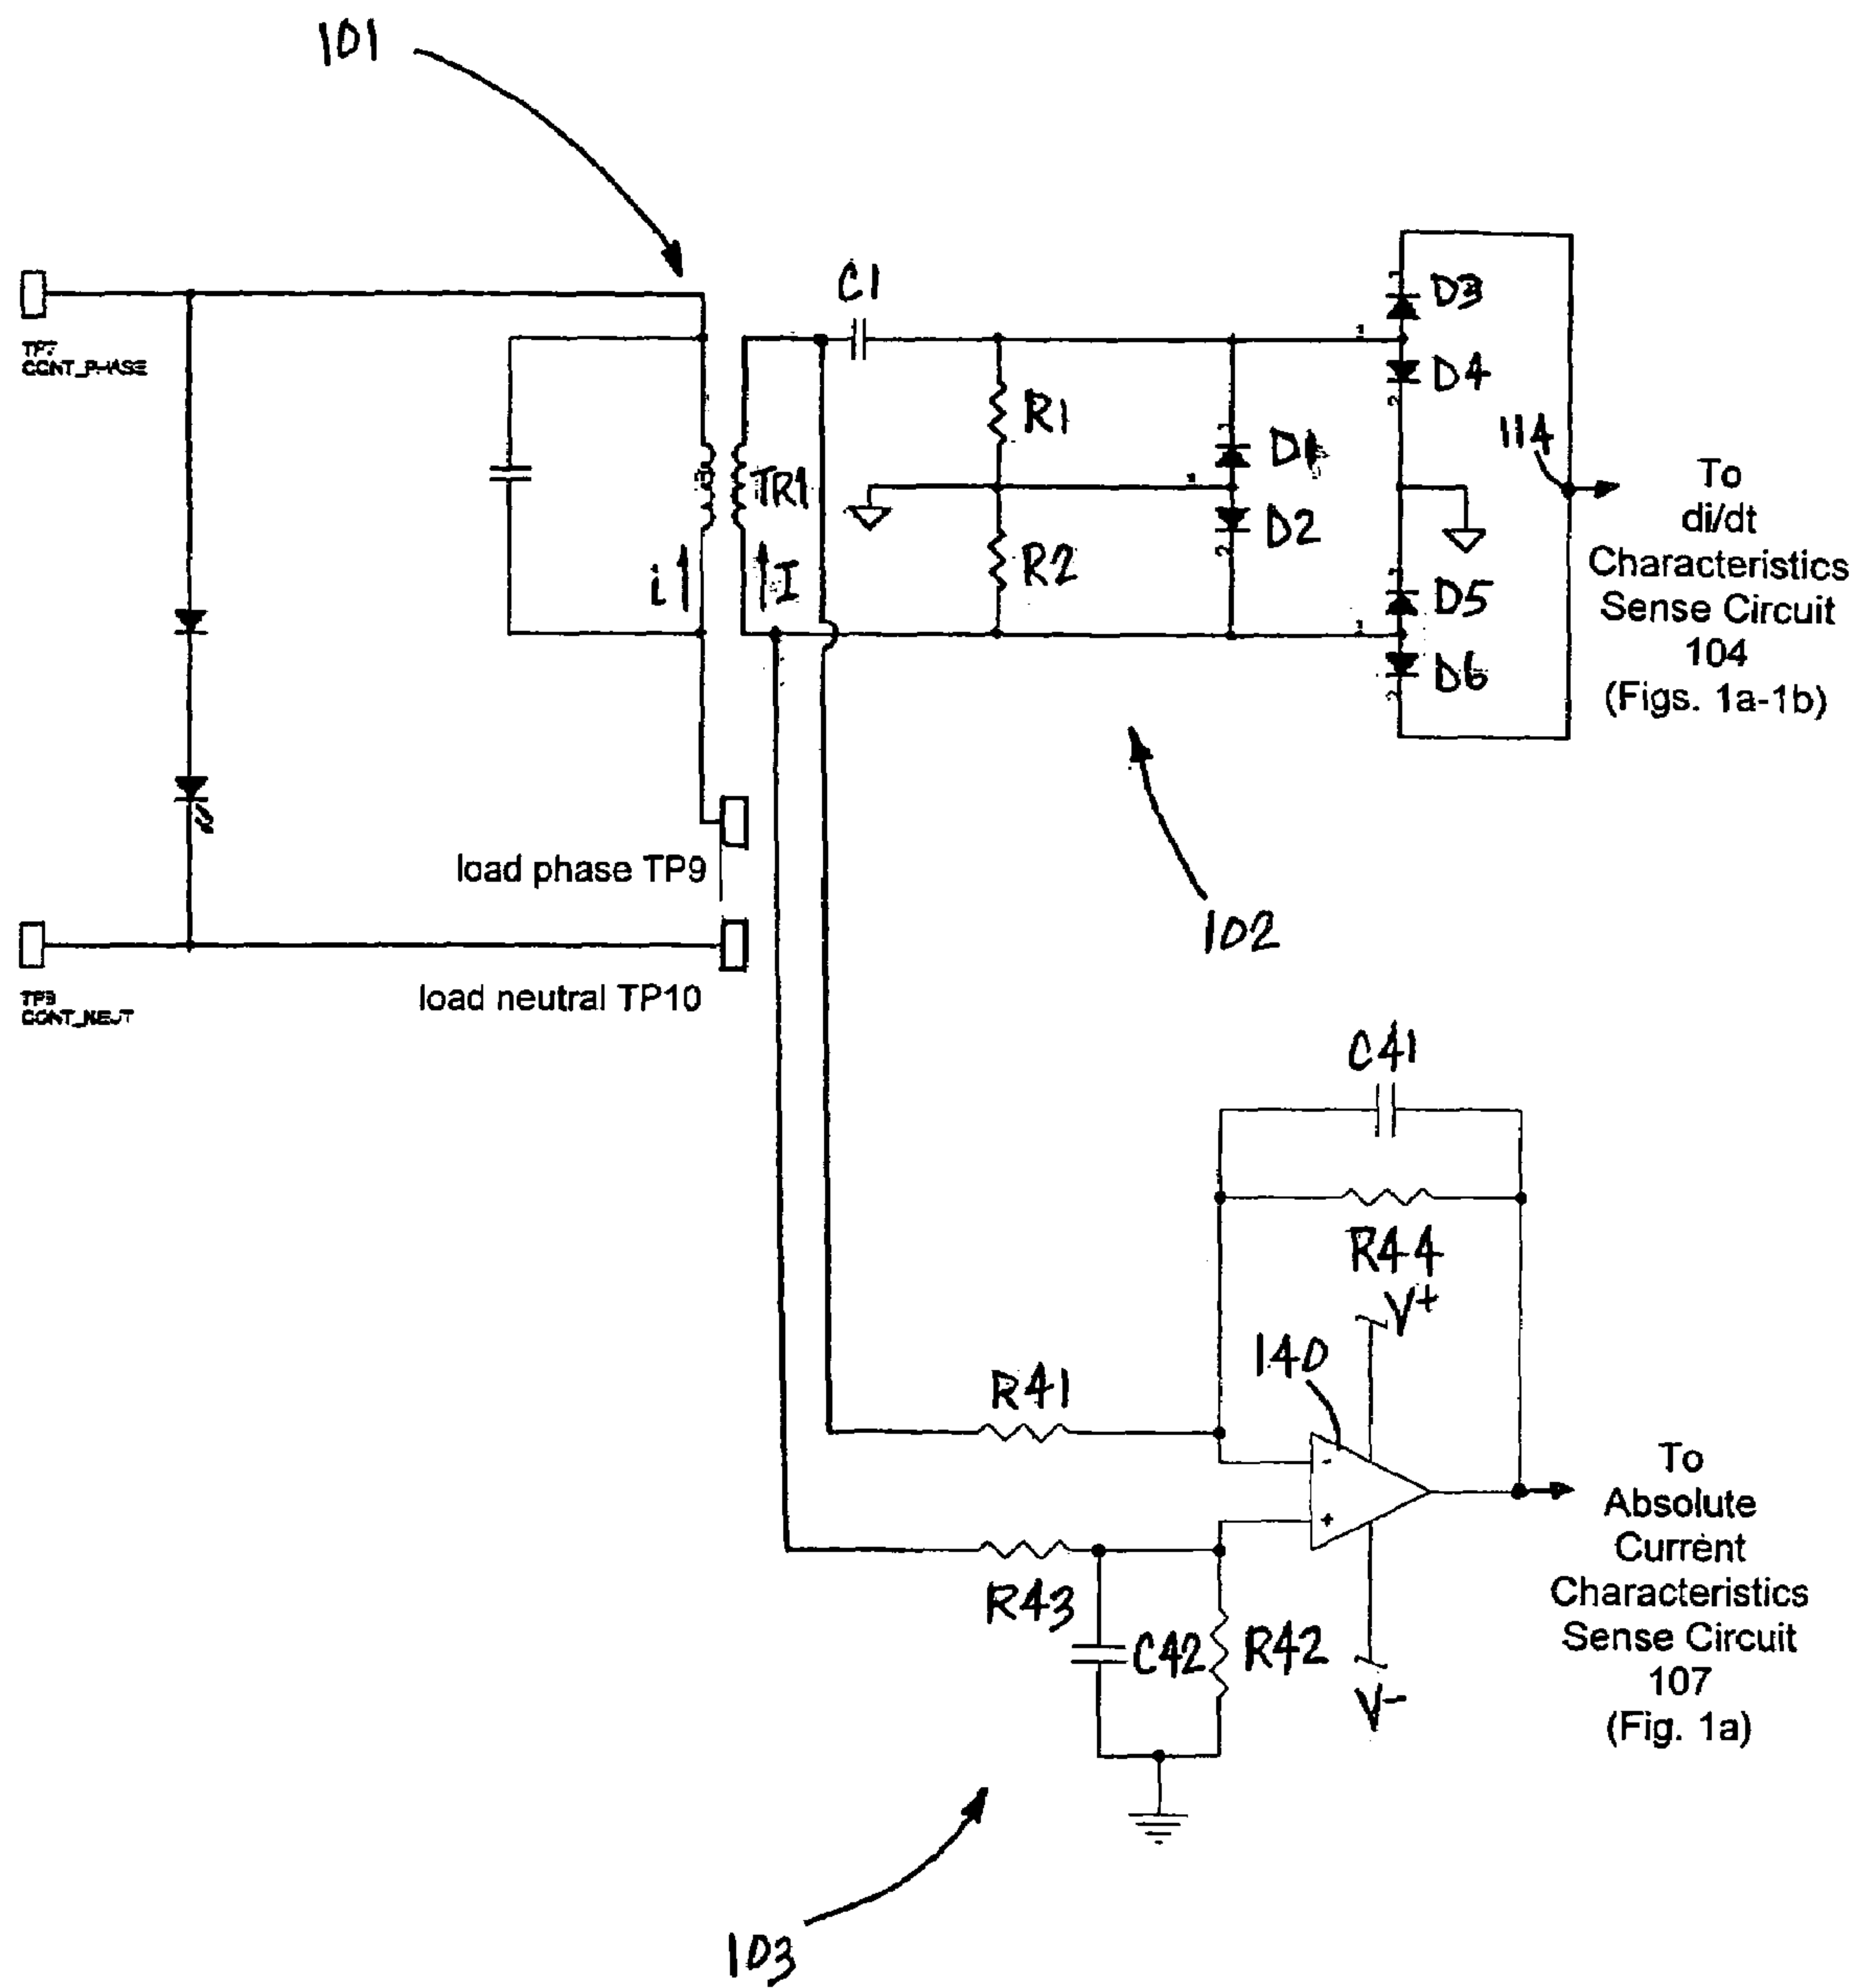 101
TP7
CONT_PHASE
C1
D3
D4
114
R1
D1
TR1
D2
R2
i
I
D5
D6
To
di/dt
Characteristics
Sense Circuit
104
(Figs. 1a-1b)
load phase TP9
102
load neutral TP10
CONT_NEUT
C41
R44
V+
140
R41
-
+
To
Absolute
Current
Characteristics
Sense Circuit
107
(Fig. 1a)
R43
C42
R42
V-
103